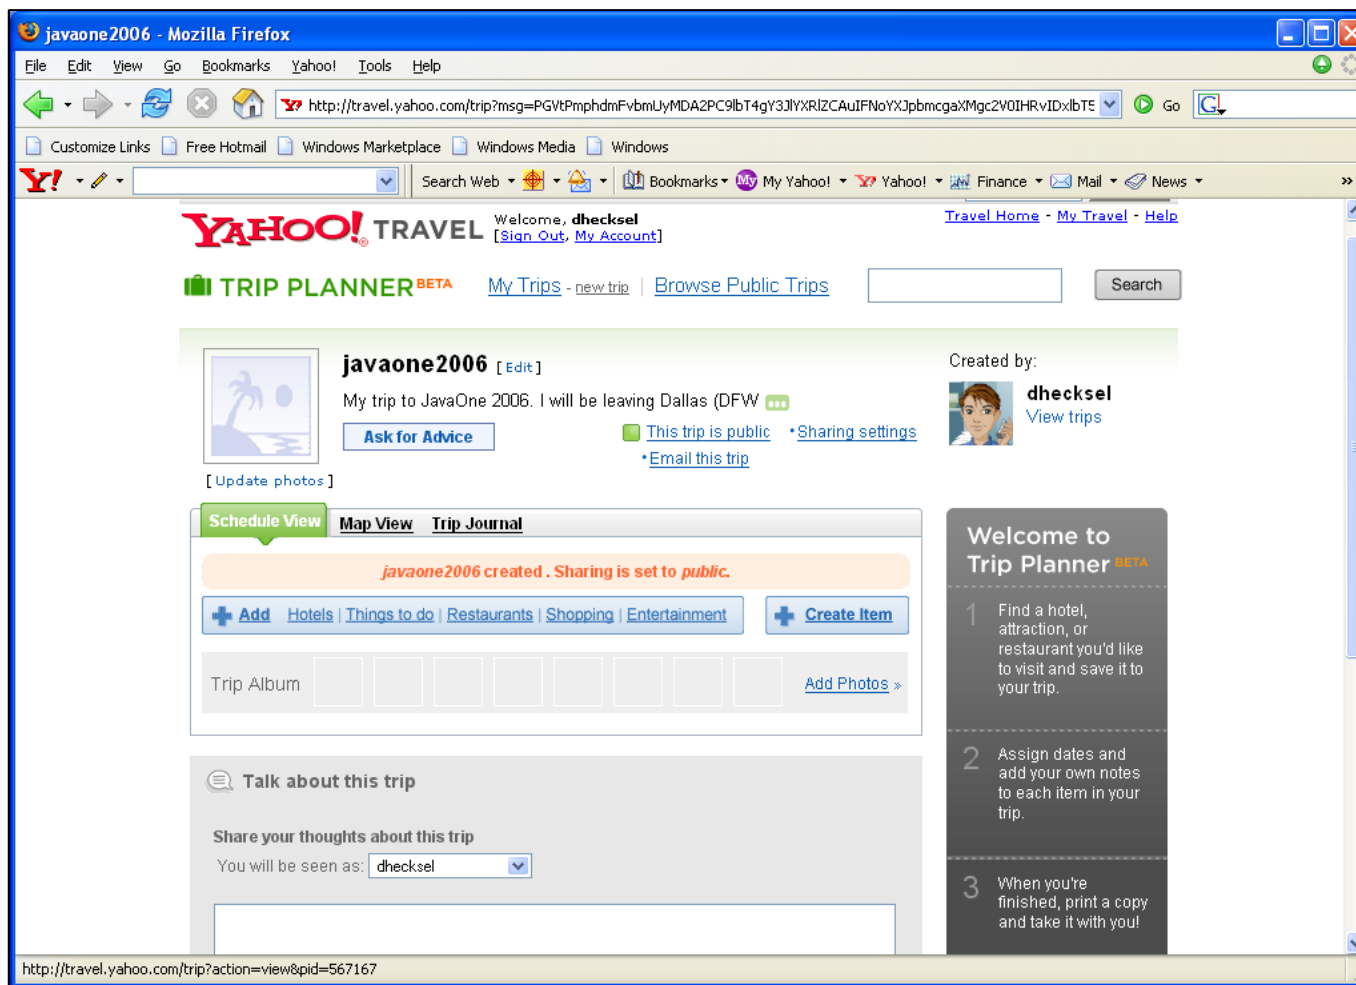 javaone2006 - Mozilla Firefox
File Edit View Go Bookmarks Yahoo! Tools Help
http://travel.yahoo.com/trip?msg=PGVtPmphdmFvbmUyMDA2PC9lbT4gY3JlYXRlZCAuIFNoYXJpbmcgaXMgc2V0IHRvIDxlbT5 Go G
Customize Links Free Hotmail Windows Marketplace Windows Media Windows
Y! Search Web Bookmarks My Yahoo! Yahoo! Finance Mail News »
YAHOO! TRAVEL Welcome, dhecksel
[Sign Out, My Account]
Travel Home - My Travel - Help
TRIP PLANNER BETA My Trips - new trip | Browse Public Trips Search
javaone2006 [Edit]
My trip to JavaOne 2006. I will be leaving Dallas (DFW ...
Ask for Advice This trip is public • Sharing settings
• Email this trip
[Update photos]
Created by:
dhecksel
View trips
Schedule View Map View Trip Journal
javaone2006 created . Sharing is set to public.
Add Hotels | Things to do | Restaurants | Shopping | Entertainment Create Item
Trip Album Add Photos »
Talk about this trip
Share your thoughts about this trip
You will be seen as: dhecksel
Welcome to
Trip Planner BETA
1 Find a hotel,
attraction, or
restaurant you'd like
to visit and save it to
your trip.
2 Assign dates and
add your own notes
to each item in your
trip.
3 When you're
finished, print a copy
and take it with you!
http://travel.yahoo.com/trip?action=view&pid=567167